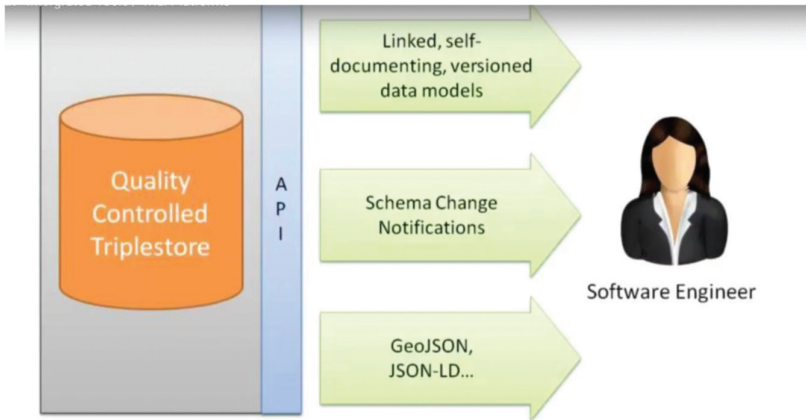 Quality
Controlled
Triplestore
A
P
I
Linked, self-
documenting, versioned
data models
Schema Change
Notifications
GeoJSON,
JSON-LD...
Software Engineer